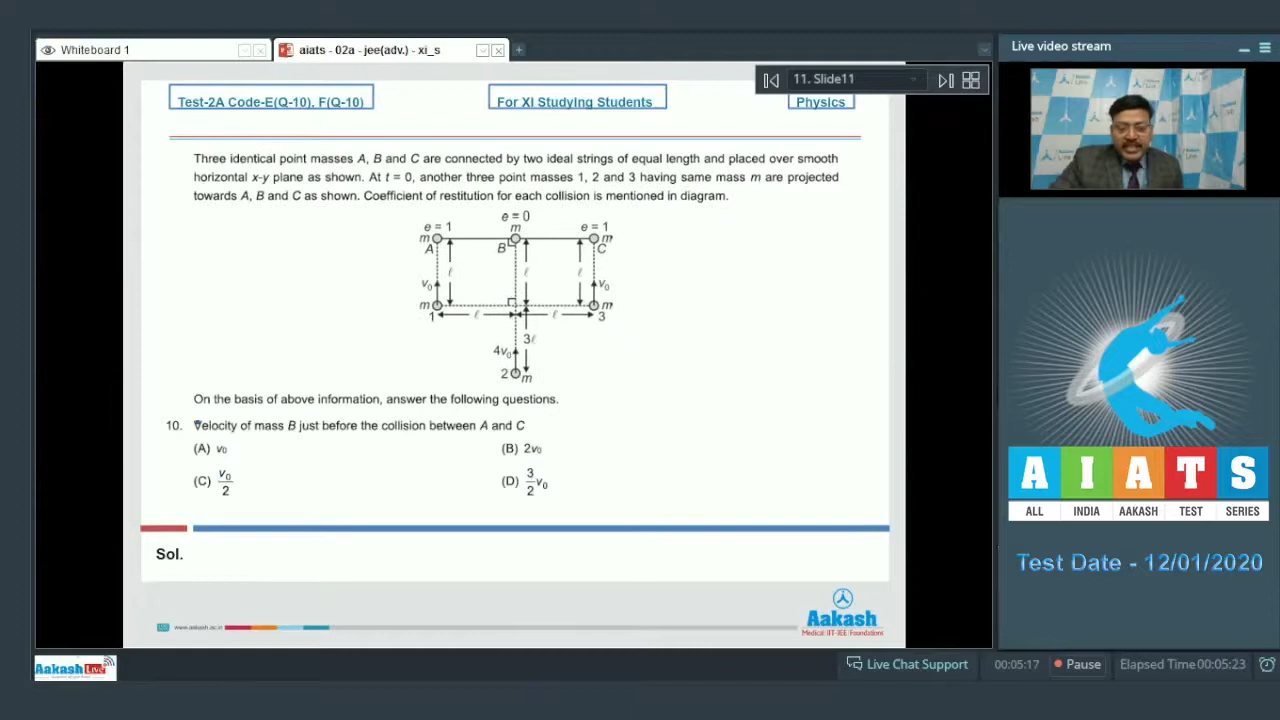 Whiteboard 1
aiats - 02a - jee(adv.) - xi_s
Live video stream
11. Slide11
Test-2A Code-E(Q-10), F(Q-10)
For XI Studying Students
Physics
Three identical point masses A, B and C are connected by two ideal strings of equal length and placed over smooth
horizontal x-y plane as shown. At t = 0, another three point masses 1, 2 and 3 having same mass m are projected
towards A, B and C as shown. Coefficient of restitution for each collision is mentioned in diagram.
e = 1
e = 0
e = 1
m
m
m
A
B
C
ℓ
ℓ
ℓ
v₀
v₀
m
m
1
ℓ
ℓ
3
3ℓ
4v₀
2
m
On the basis of above information, answer the following questions.
10. Velocity of mass B just before the collision between A and C
(A) v₀
(B) 2v₀
(C) v₀/2
(D) 3/2 v₀
Sol.
www.aakash.ac.in
Aakash
Medical|IIT-JEE|Foundations
A I A T S
ALL INDIA AAKASH TEST SERIES
Test Date - 12/01/2020
Aakash Live
Live Chat Support
00:05:17
Pause
Elapsed Time 00:05:23